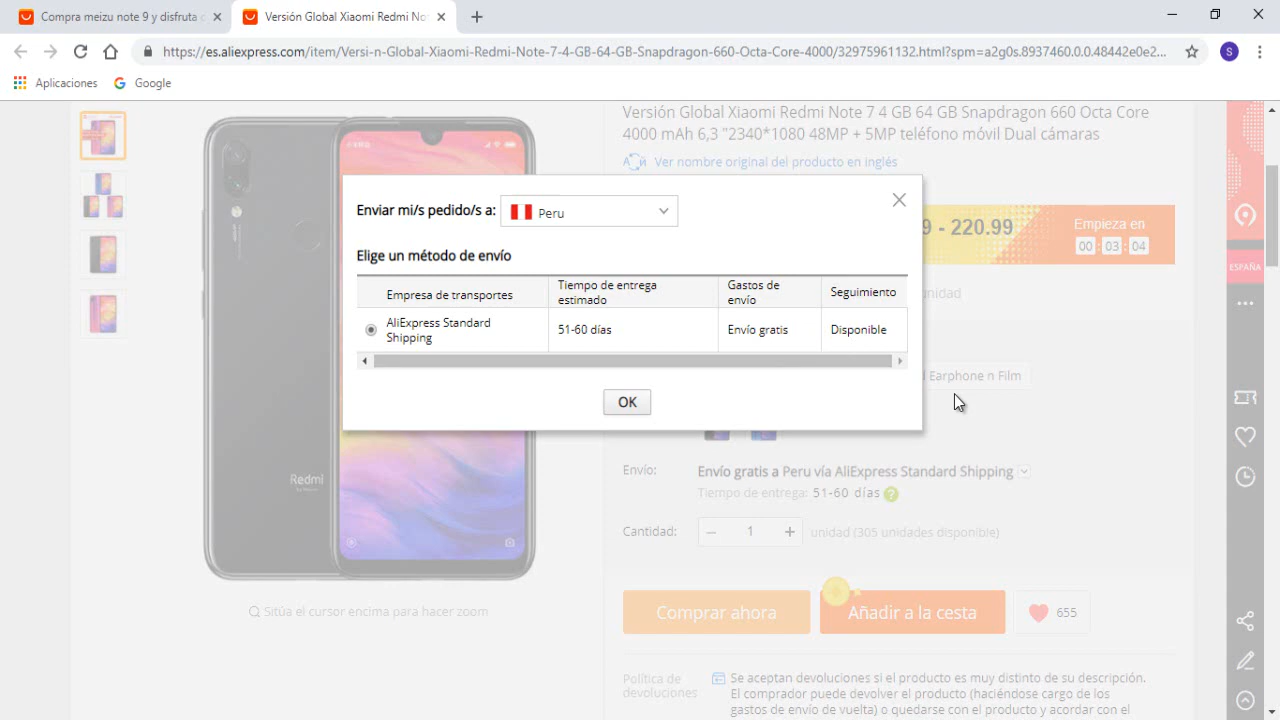 Compra meizu note 9 y disfruta
Versión Global Xiaomi Redmi No
https://es.aliexpress.com/item/Versi-n-Global-Xiaomi-Redmi-Note-7-4-GB-64-GB-Snapdragon-660-Octa-Core-4000/32975961132.html?spm=a2g0s.8937460.0.0.48442e0e2...
S
Aplicaciones
Google
Versión Global Xiaomi Redmi Note 7 4 GB 64 GB Snapdragon 660 Octa Core
4000 mAh 6,3 "2340*1080 48MP + 5MP teléfono móvil Dual cámaras
Ver nombre original del producto en inglés
Enviar mi/s pedido/s a:
Peru
9 - 220.99
Empieza en
00 03 04
Elige un método de envío
Empresa de transportes
Tiempo de entrega
estimado
Gastos de
envío
Seguimiento
AliExpress Standard
Shipping
51-60 días
Envío gratis
Disponible
OK
ESPAÑA
unidad
Earphone n Film
Redmi
Envío:
Envío gratis a Peru vía AliExpress Standard Shipping
Tiempo de entrega: 51-60 días ?
Cantidad:
1
unidad (305 unidades disponible)
Sitúa el cursor encima para hacer zoom
Comprar ahora
Añadir a la cesta
655
Política de
devoluciones
Se aceptan devoluciones si el producto es muy distinto de su descripción.
El comprador puede devolver el producto (haciéndose cargo de los
gastos de envío de vuelta) o quedarse con el producto y acordar con el